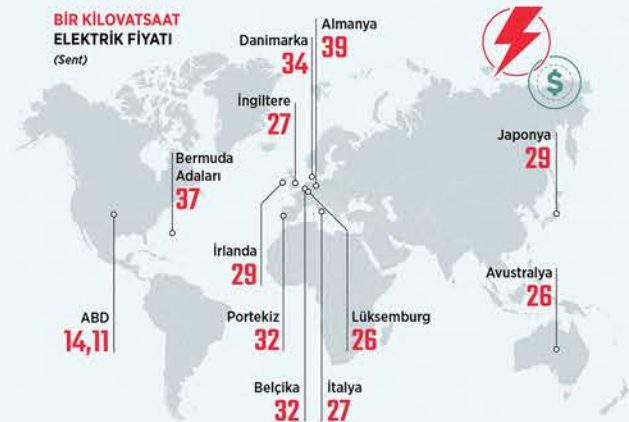 BİR KİLOVATSAAT
ELEKTRİK FİYATI
(Sent)
Almanya
39
Danimarka
34
İngiltere
27
Bermuda
Adaları
37
Japonya
29
İrlanda
29
Avustralya
26
ABD
14,11
Portekiz
32
Lüksemburg
26
Belçika
32
İtalya
27
$